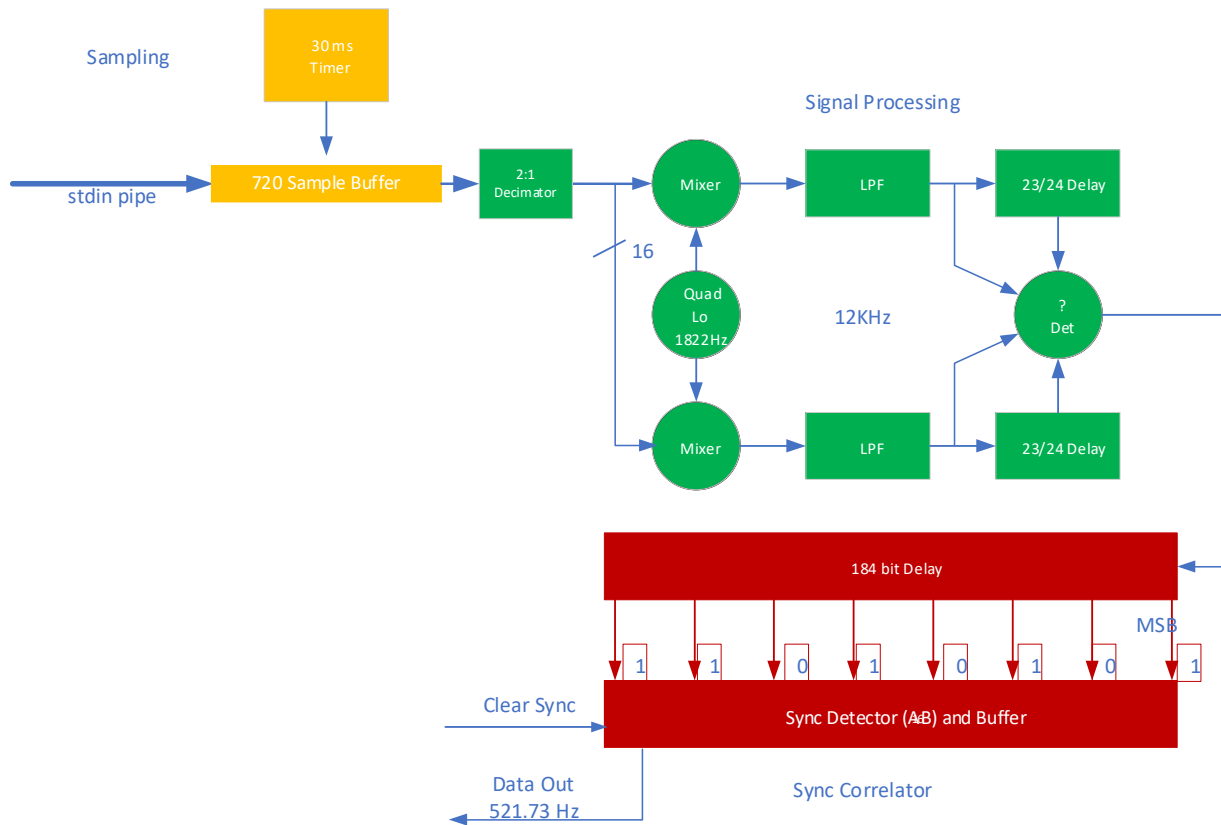 Sampling
30 ms
Timer
Signal Processing
stdin pipe
720 Sample Buffer
2:1
Decimator
16
Mixer
LPF
23/24 Delay
Quad
Lo
1822Hz
12KHz
?
Det
Mixer
LPF
23/24 Delay
184 bit Delay
MSB
1 1 0 1 0 1 0 1
Clear Sync
Sync Detector and Buffer
Data Out
521.73 Hz
Sync Correlator